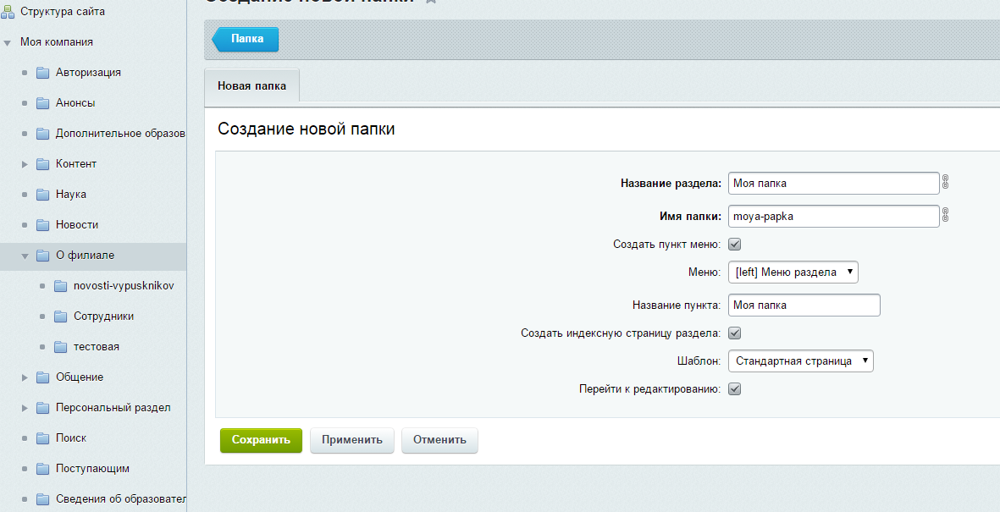 Структура сайта
Моя компания
Авторизация
Анонсы
Дополнительное образов
Контент
Наука
Новости
О филиале
novosti-vypusknikov
Сотрудники
тестовая
Общение
Персональный раздел
Поиск
Поступающим
Сведения об образовател
Создание новой папки
Папка
Новая папка
Создание новой папки
Название раздела: Моя папка
Имя папки: moya-papka
Создать пункт меню:
Меню: [left] Меню раздела
Название пункта: Моя папка
Создать индексную страницу раздела:
Шаблон: Стандартная страница
Перейти к редактированию:
Сохранить Применить Отменить